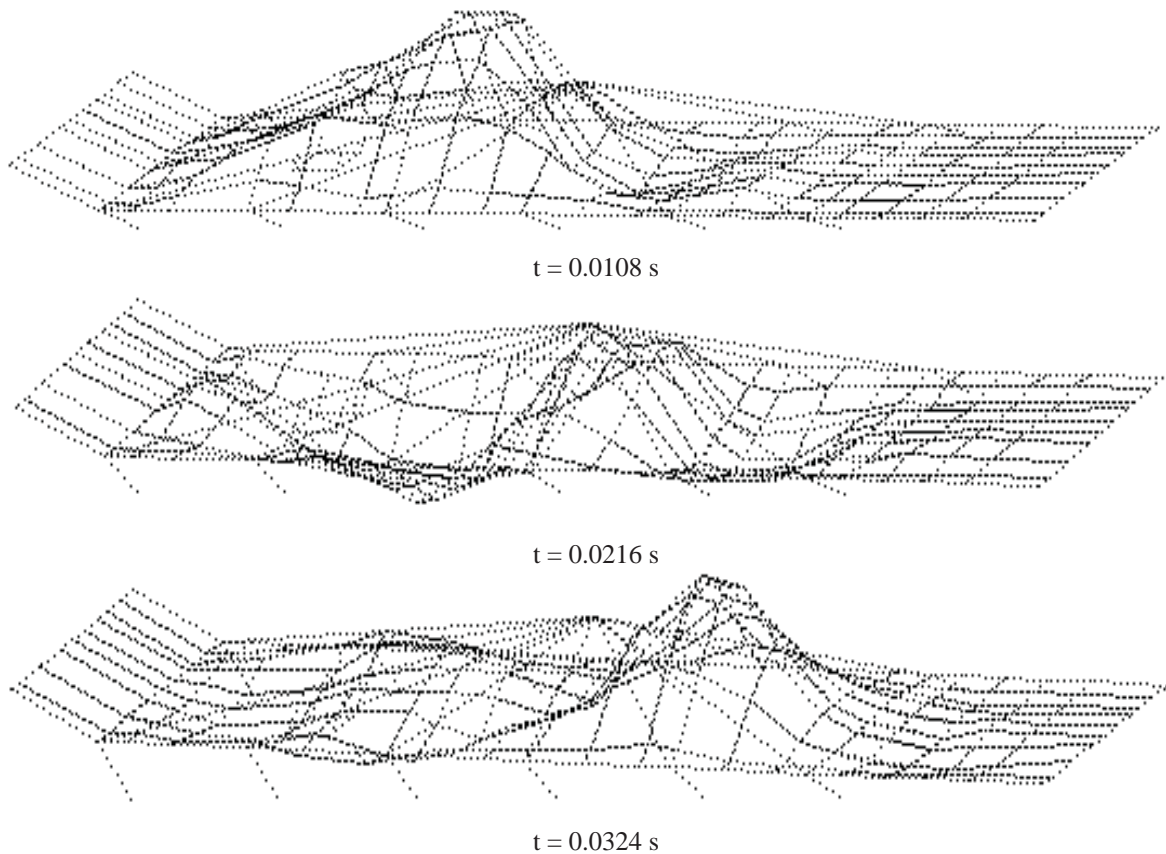 t = 0.0108 s
t = 0.0216 s
t = 0.0324 s